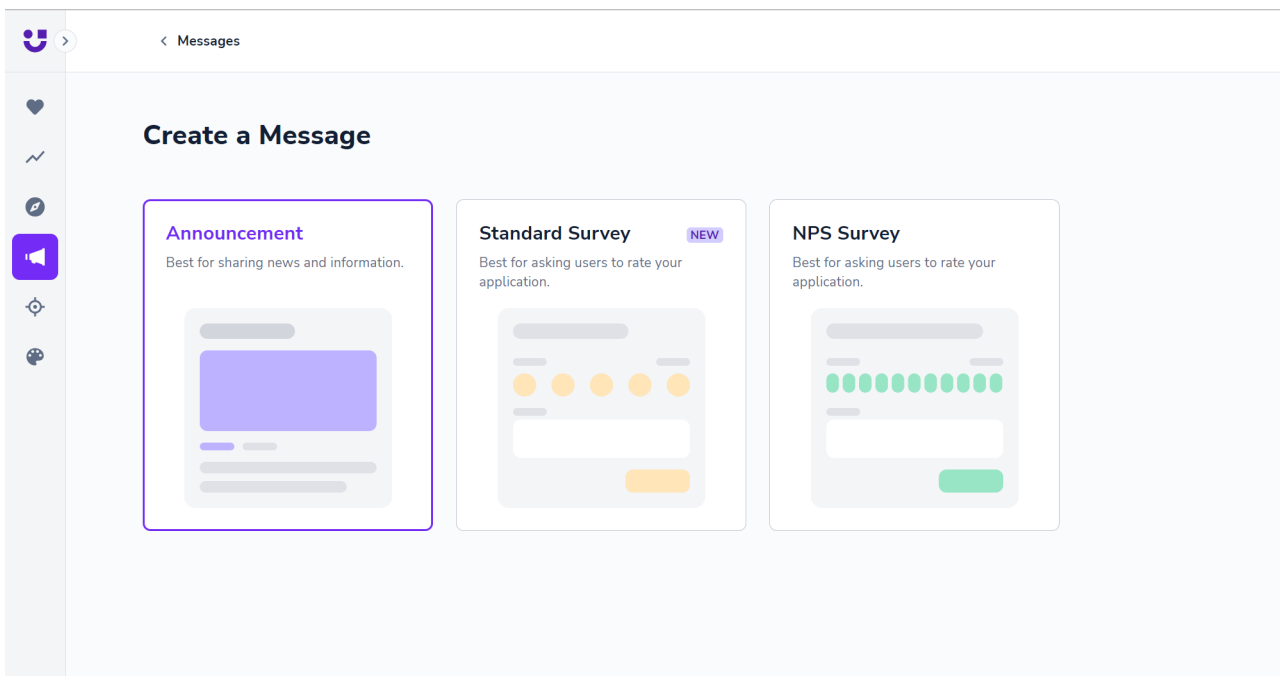 Messages
Create a Message
Announcement
Best for sharing news and information.
Standard Survey
NEW
Best for asking users to rate your
application.
NPS Survey
Best for asking users to rate your
application.